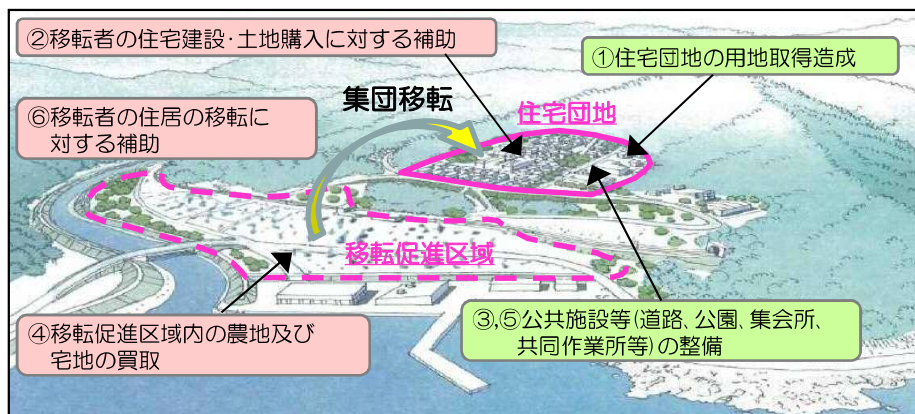 ②移転者の住宅建設・土地購入に対する補助
①住宅団地の用地取得造成
集団移転
住宅団地
⑥移転者の住居の移転に
対する補助
移転促進区域
④移転促進区域内の農地及び
宅地の買取
③,⑤公共施設等(道路、公園、集会所、
共同作業所等)の整備